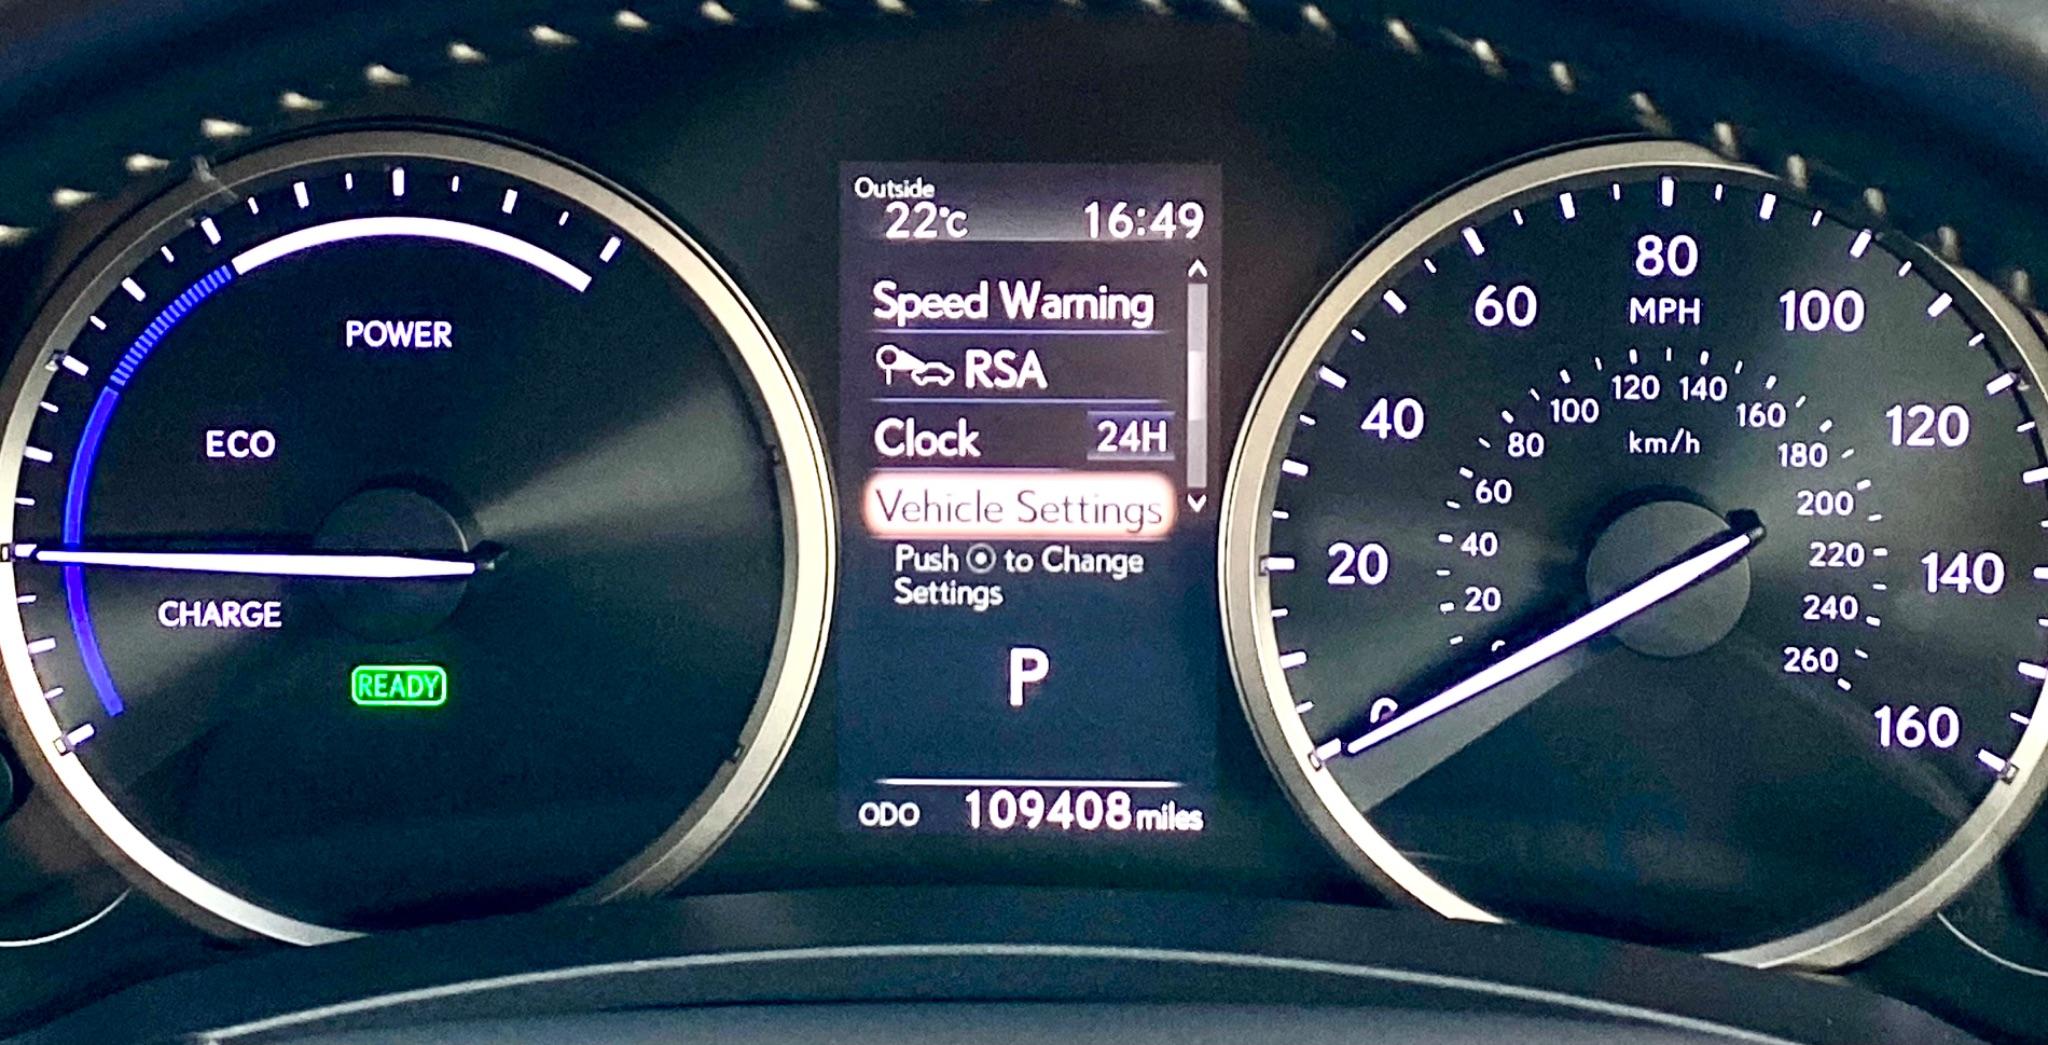 POWER
ECO
CHARGE
READY
Outside
22°C 16:49
Speed Warning
RSA
Clock 24H
Vehicle Settings
Push to Change
Settings
P
ODO 109408 miles
0
20
40
60
80
100
120
140
160
MPH
0
20
40
60
80
100
120
140
160
180
200
220
240
260
km/h